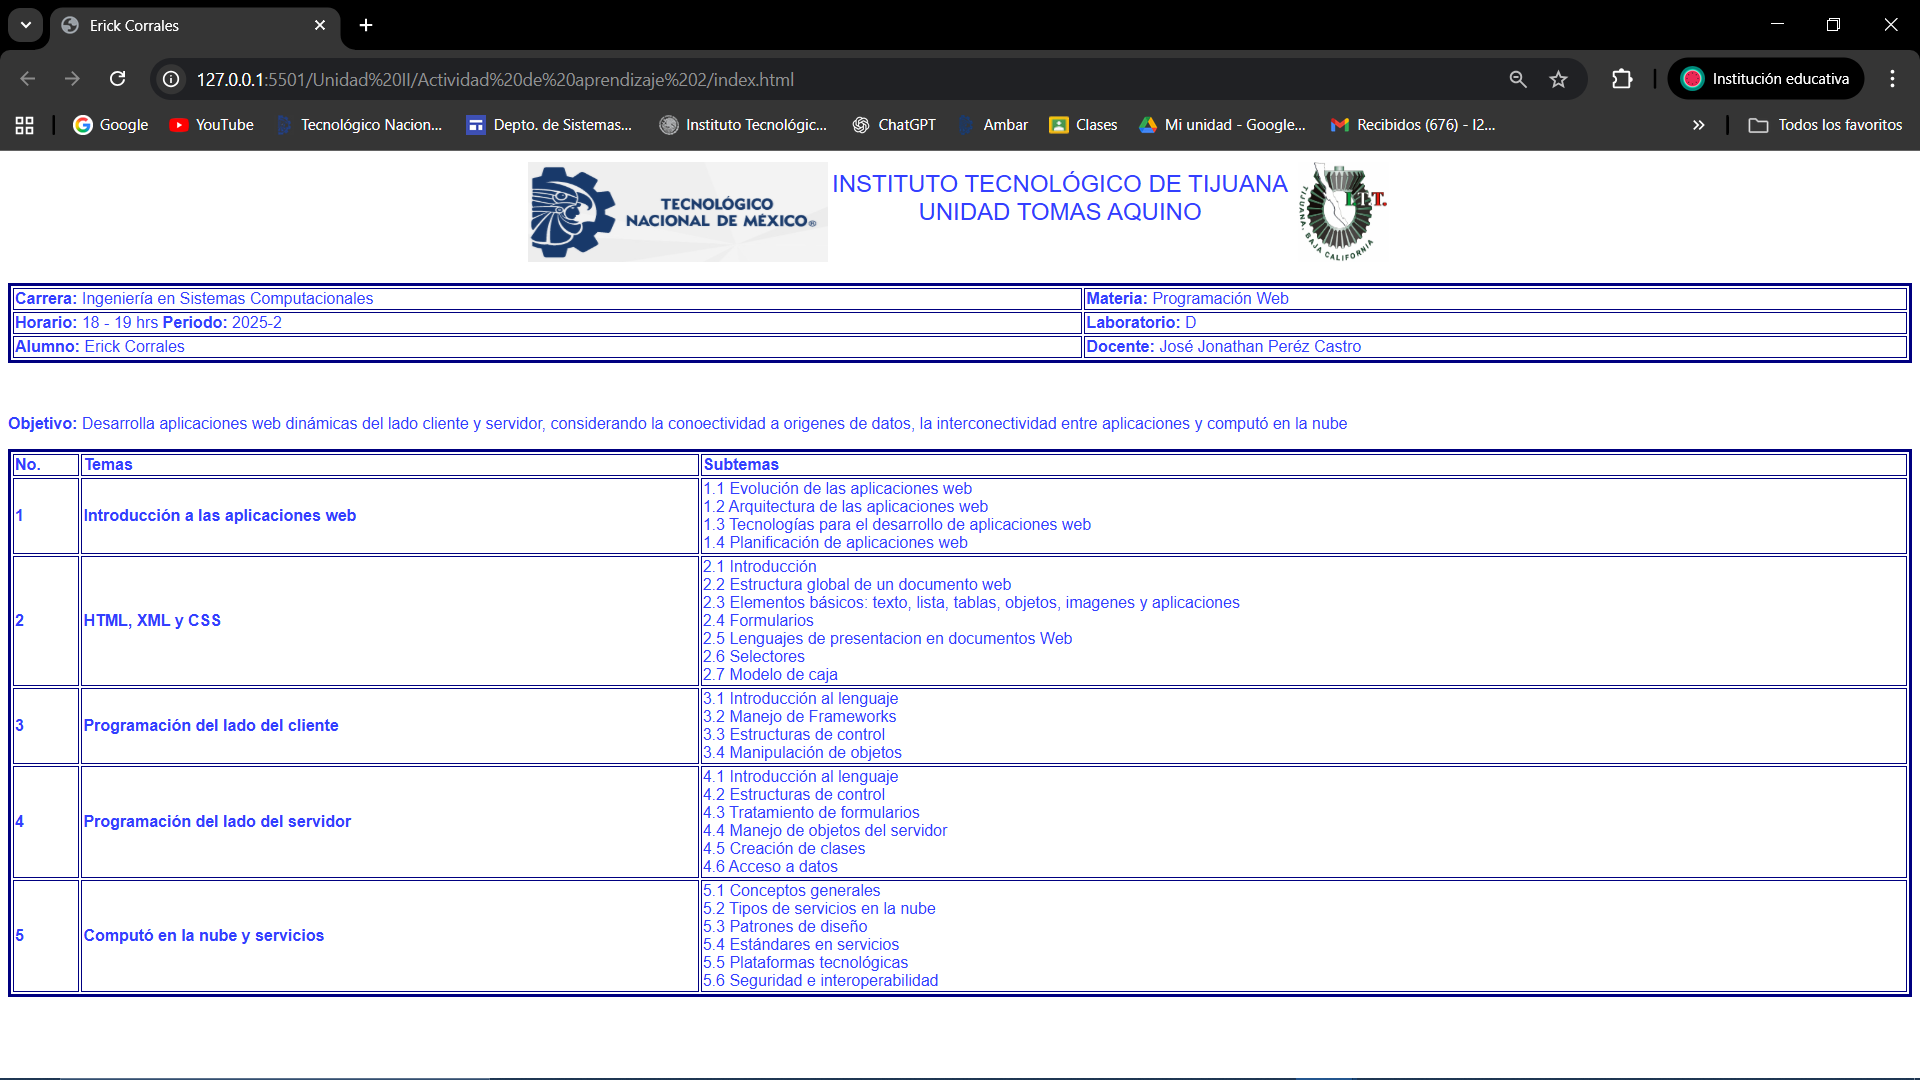 Erick Corrales
127.0.0.1:5501/Unidad%20II/Actividad%20de%20aprendizaje%202/index.html
Institución educativa
Google
YouTube
Tecnológico Nacion...
Depto. de Sistemas...
Instituto Tecnológic...
ChatGPT
Ambar
Clases
Mi unidad - Google...
Recibidos (676) - l2...
Todos los favoritos
TECNOLÓGICO
NACIONAL DE MÉXICO®
INSTITUTO TECNOLÓGICO DE TIJUANA
UNIDAD TOMAS AQUINO
I.T.T.
TIJUANA, BAJA CALIFORNIA
Carrera: Ingeniería en Sistemas Computacionales
Materia: Programación Web
Horario: 18 - 19 hrs Periodo: 2025-2
Laboratorio: D
Alumno: Erick Corrales
Docente: José Jonathan Peréz Castro
Objetivo: Desarrolla aplicaciones web dinámicas del lado cliente y servidor, considerando la conoectividad a origenes de datos, la interconectividad entre aplicaciones y computó en la nube
No.
Temas
Subtemas
1
Introducción a las aplicaciones web
1.1 Evolución de las aplicaciones web
1.2 Arquitectura de las aplicaciones web
1.3 Tecnologías para el desarrollo de aplicaciones web
1.4 Planificación de aplicaciones web
2
HTML, XML y CSS
2.1 Introducción
2.2 Estructura global de un documento web
2.3 Elementos básicos: texto, lista, tablas, objetos, imagenes y aplicaciones
2.4 Formularios
2.5 Lenguajes de presentacion en documentos Web
2.6 Selectores
2.7 Modelo de caja
3
Programación del lado del cliente
3.1 Introducción al lenguaje
3.2 Manejo de Frameworks
3.3 Estructuras de control
3.4 Manipulación de objetos
4
Programación del lado del servidor
4.1 Introducción al lenguaje
4.2 Estructuras de control
4.3 Tratamiento de formularios
4.4 Manejo de objetos del servidor
4.5 Creación de clases
4.6 Acceso a datos
5
Computó en la nube y servicios
5.1 Conceptos generales
5.2 Tipos de servicios en la nube
5.3 Patrones de diseño
5.4 Estándares en servicios
5.5 Plataformas tecnológicas
5.6 Seguridad e interoperabilidad